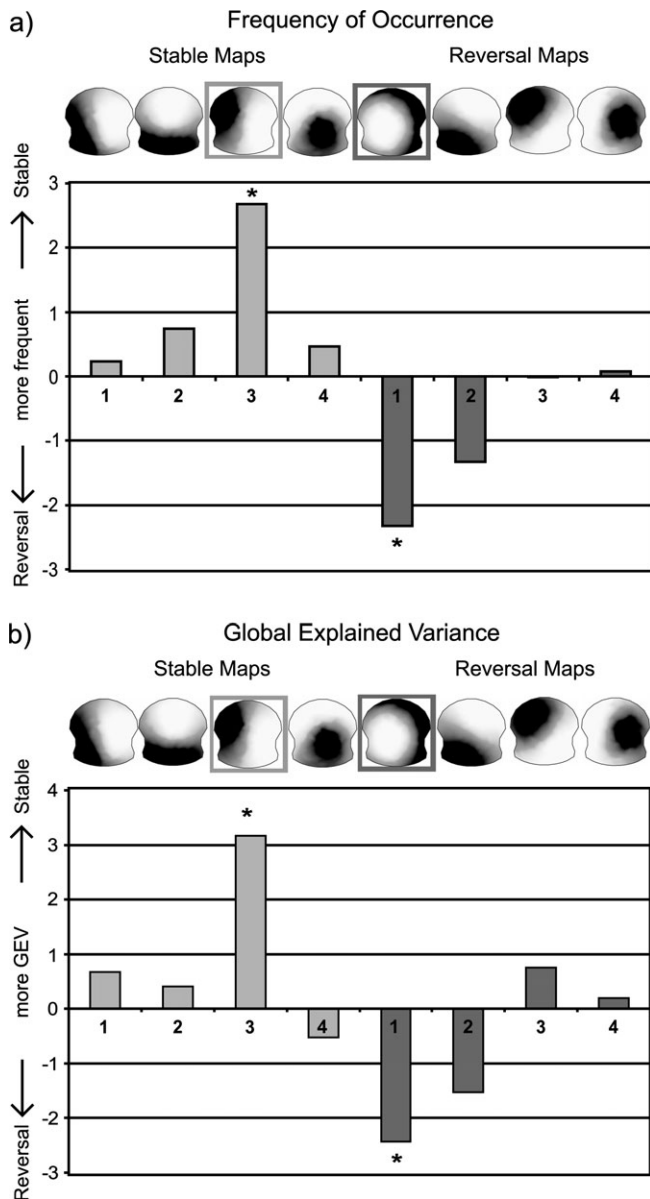 a) Frequency of Occurrence
Stable Maps Reversal Maps
Reversal more frequent Stable
3
2
1
0
-1
-2
-3
*
1 2 3 4 1 2 3 4
*
b) Global Explained Variance
Stable Maps Reversal Maps
Reversal more GEV Stable
4
3
2
1
0
-1
-2
-3
*
1 2 3 4 1 2 3 4
*